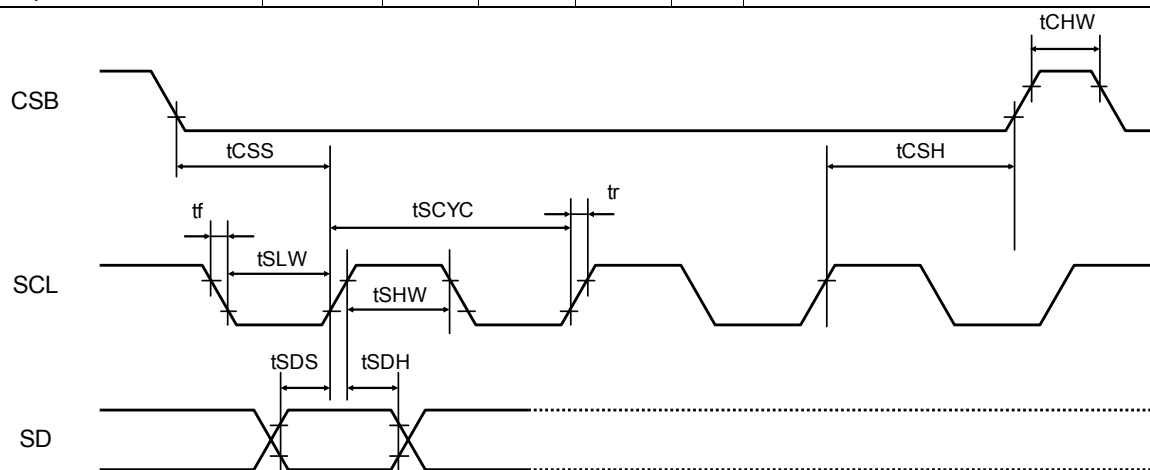 tCHW
CSB
tCSS
tCSH
tr
tf
tSCYC
tSLW
SCL
tSHW
tSDS
tSDH
SD